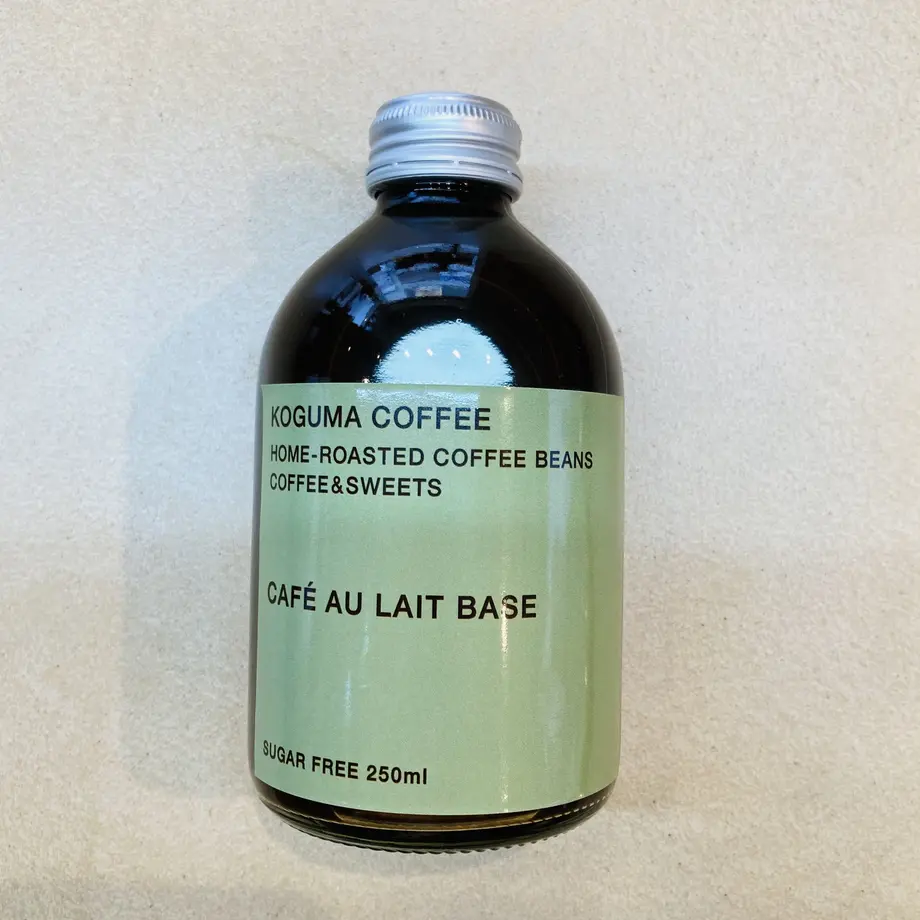 KOGUMA COFFEE
HOME-ROASTED COFFEE BEANS
COFFEE&SWEETS
CAFÉ AU LAIT BASE
SUGAR FREE 250ml